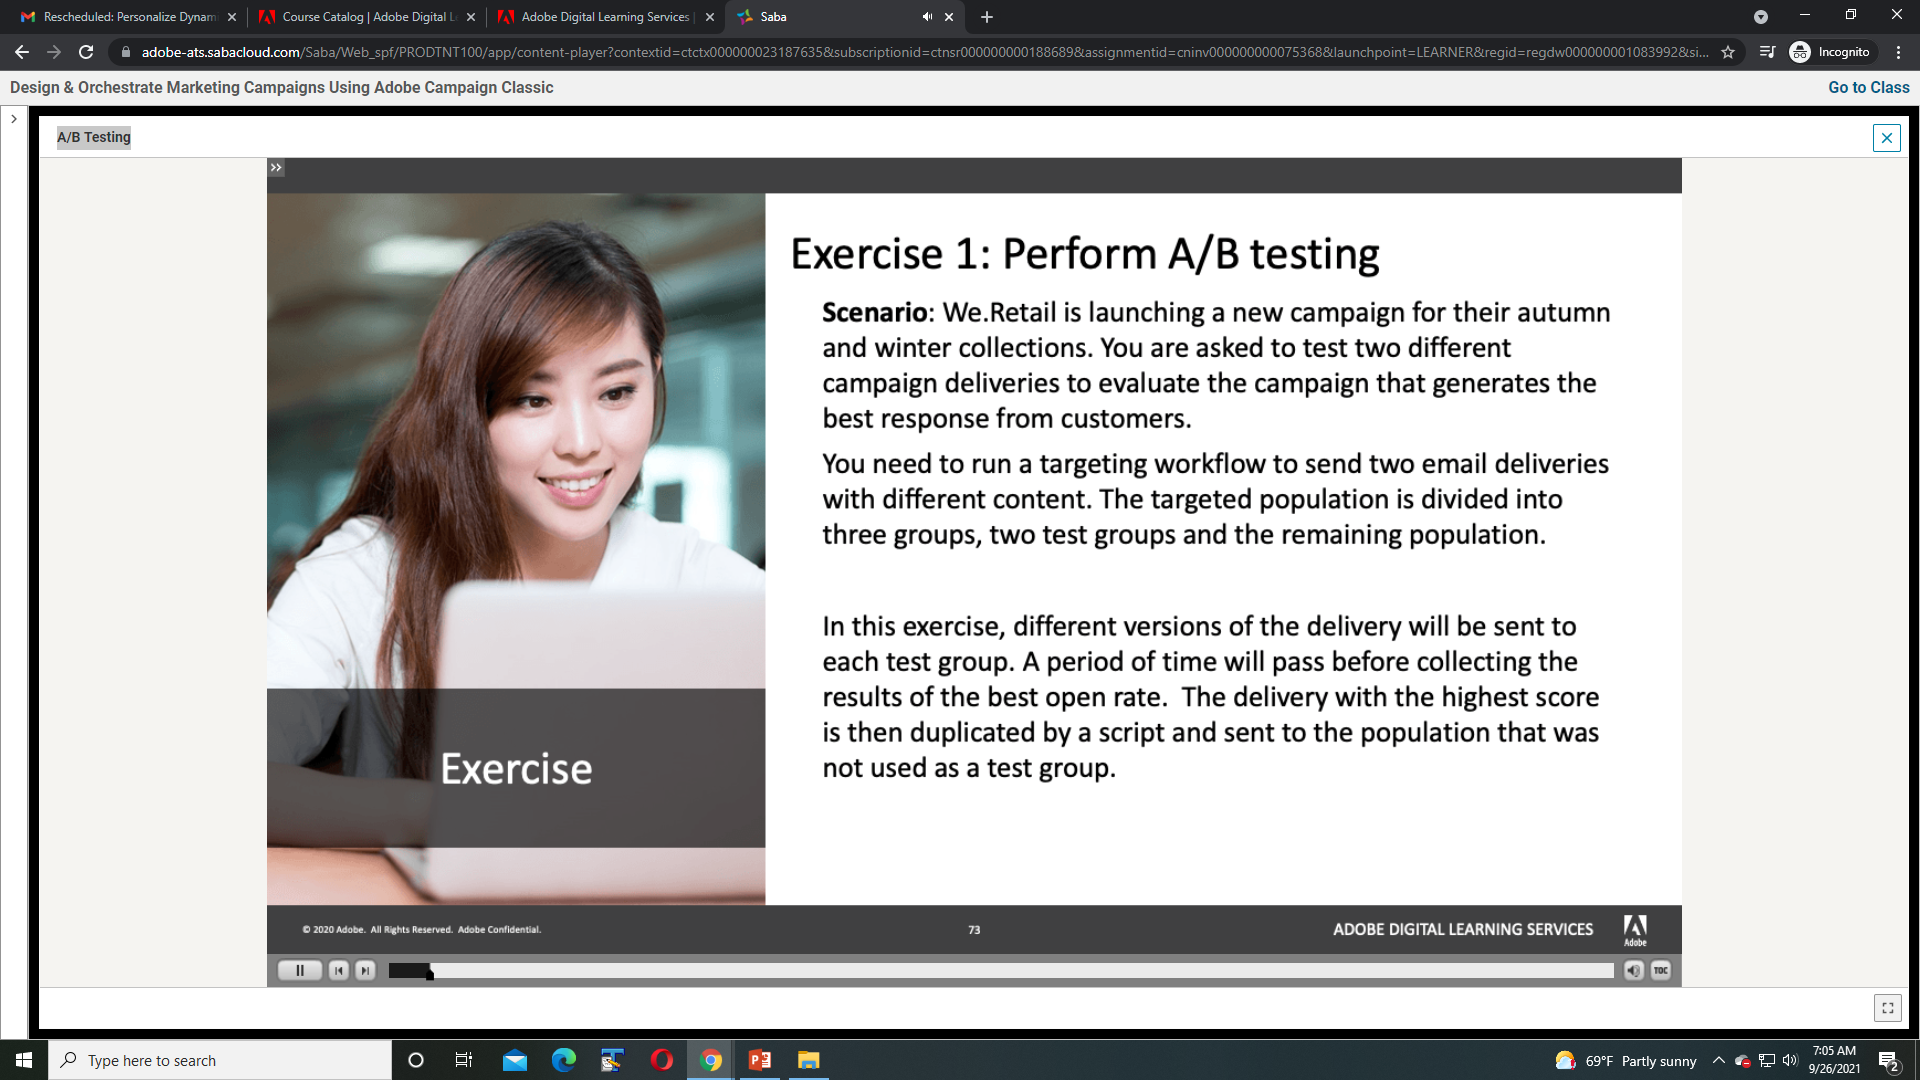 Rescheduled: Personalize Dynam
Course Catalog | Adobe Digital L
Adobe Digital Learning Services |
Saba
adobe-ats.sabacloud.com/Saba/Web_spf/PRODTNT100/app/content-player?contextid=ctctx000000023187635&subscriptionid=ctnsr0000000000188689&assignmentid=cninv000000000075368&launchpoint=LEARNER&regid=regdw000000001083992&si...
Incognito
Design & Orchestrate Marketing Campaigns Using Adobe Campaign Classic
Go to Class
A/B Testing
Exercise 1: Perform A/B testing
Scenario: We.Retail is launching a new campaign for their autumn
and winter collections. You are asked to test two different
campaign deliveries to evaluate the campaign that generates the
best response from customers.
You need to run a targeting workflow to send two email deliveries
with different content. The targeted population is divided into
three groups, two test groups and the remaining population.
In this exercise, different versions of the delivery will be sent to
each test group. A period of time will pass before collecting the
results of the best open rate. The delivery with the highest score
is then duplicated by a script and sent to the population that was
not used as a test group.
Exercise
© 2020 Adobe. All Rights Reserved. Adobe Confidential.
73
ADOBE DIGITAL LEARNING SERVICES
Adobe
TOC
Type here to search
69°F Partly sunny
7:05 AM
9/26/2021
2